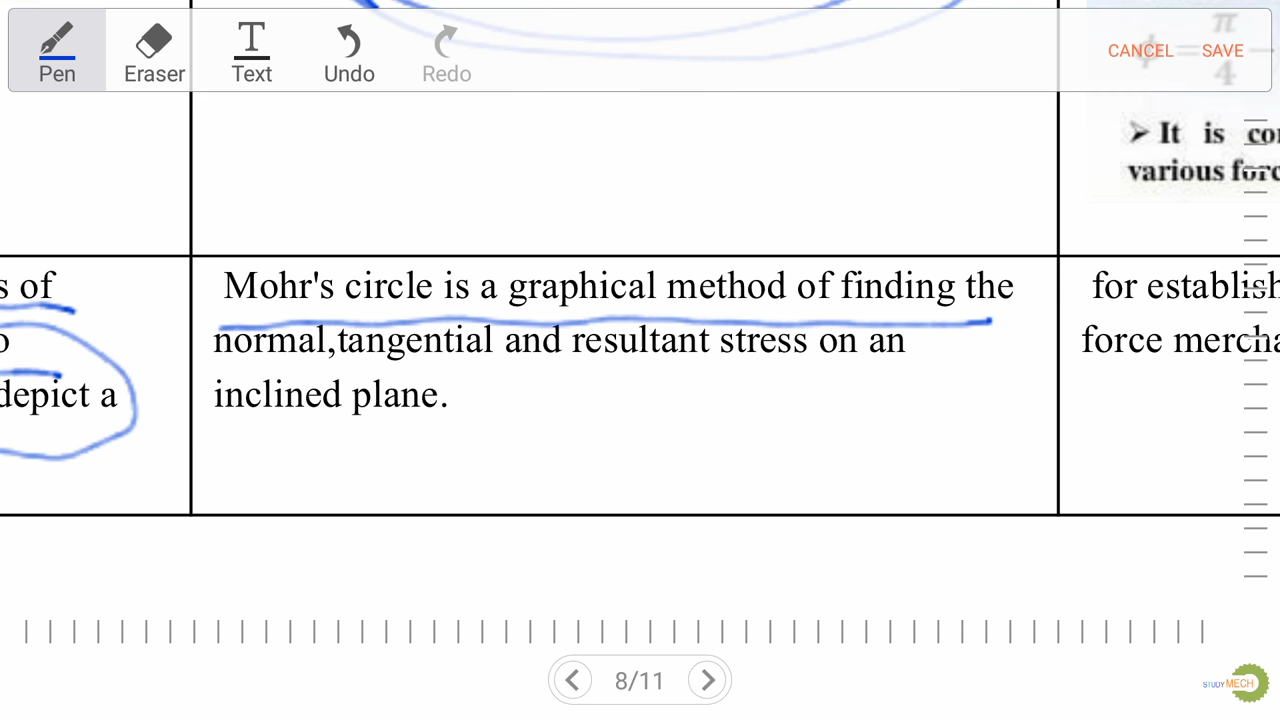 π
CANCEL ϕ = SAVE
4
Pen Eraser Text Undo Redo
➢ It is
various
s of
depict a
Mohr's circle is a graphical method of finding the
normal,tangential and resultant stress on an
inclined plane.
for establish
force mercha
8/11
STUDY MECH